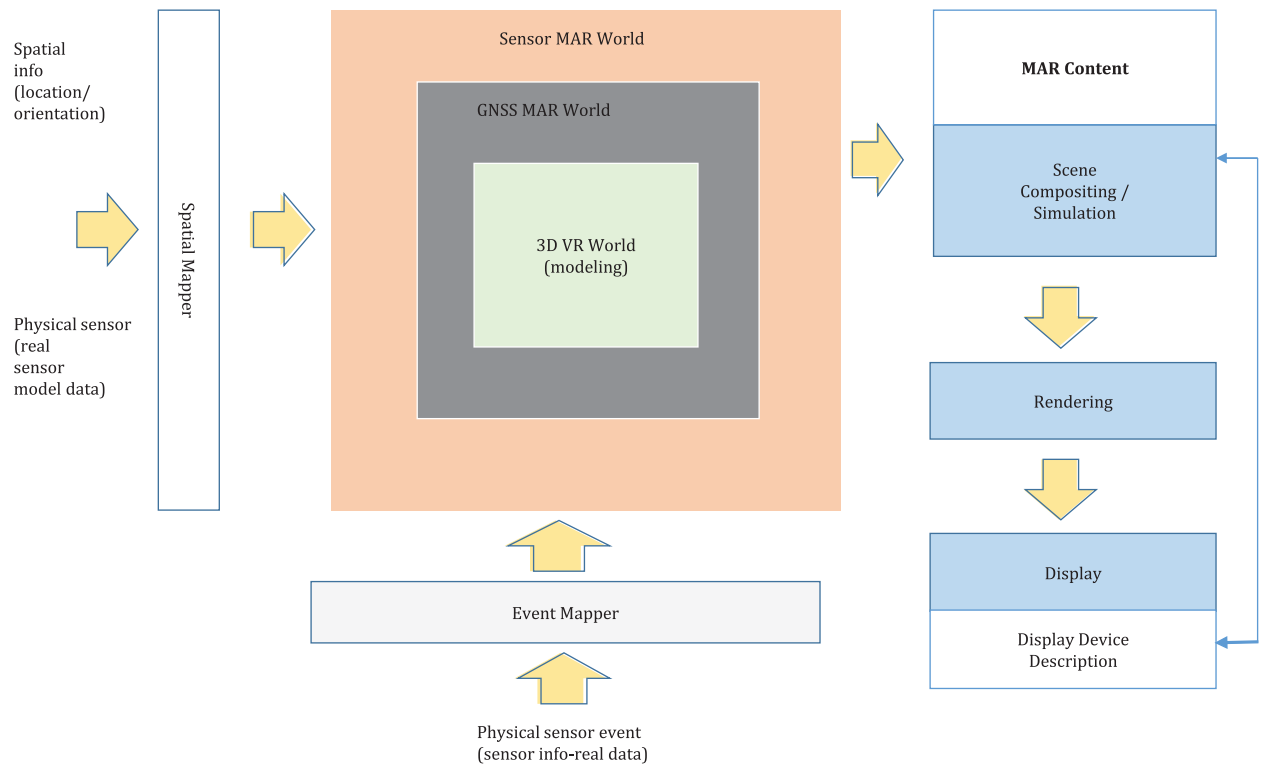 Spatial
info
(location/
orientation)
Physical sensor
(real
sensor
model data)
Spatial Mapper
Sensor MAR World
GNSS MAR World
3D VR World
(modeling)
Event Mapper
Physical sensor event
(sensor info-real data)
MAR Content
Scene
Compositing /
Simulation
Rendering
Display
Display Device
Description